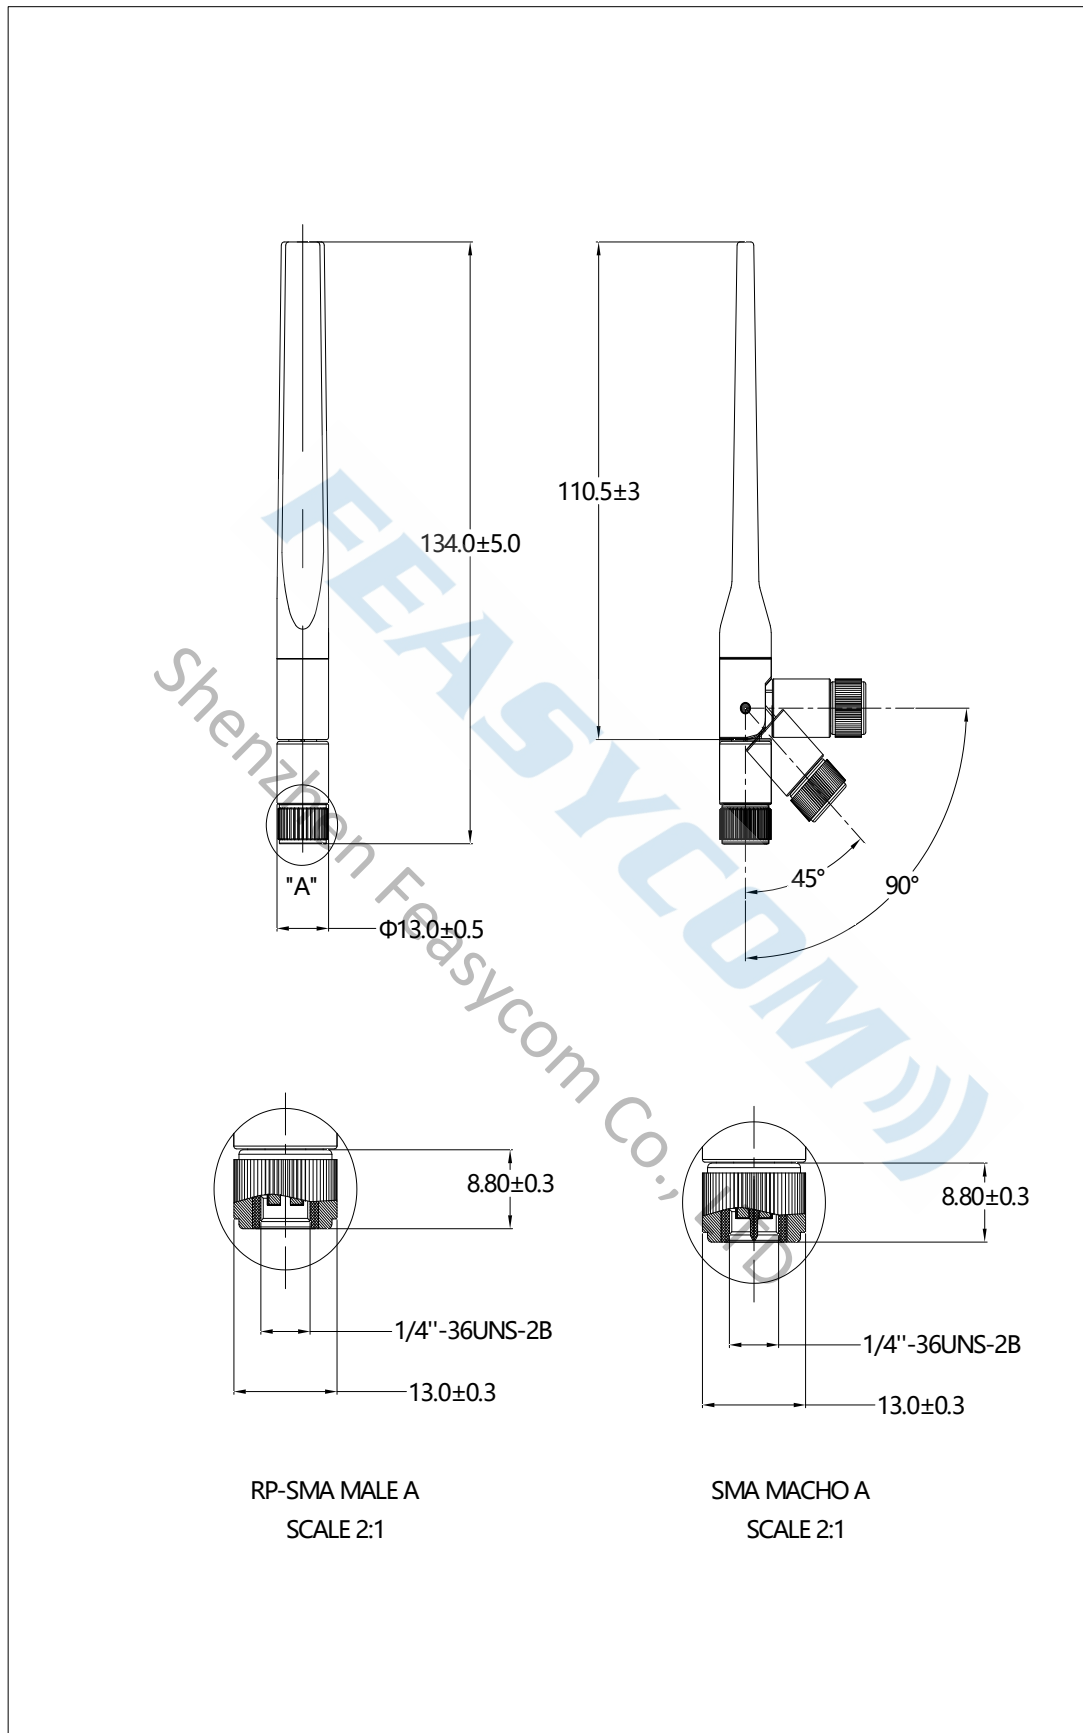 110.5±3
134.0±5.0
"A"
45°
90°
Φ13.0±0.5
FEASYCOM
Shenzhen Feasycom Co., LTD
8.80±0.3
8.80±0.3
1/4''-36UNS-2B
1/4''-36UNS-2B
13.0±0.3
13.0±0.3
RP-SMA MALE A
SCALE 2:1
SMA MACHO A
SCALE 2:1